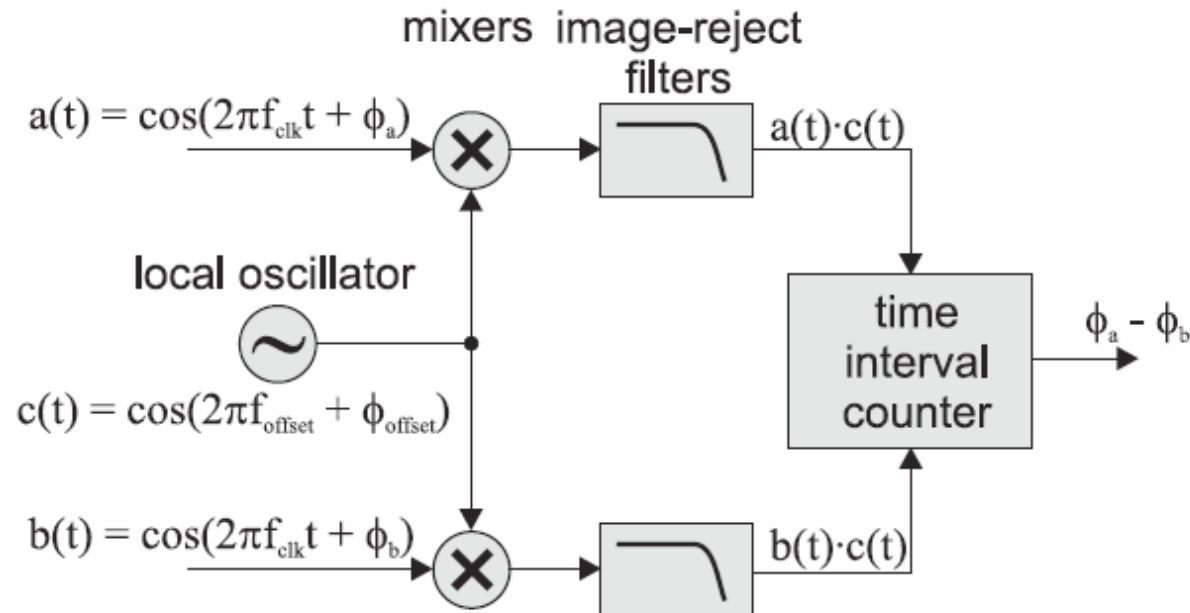 mixers image-reject
filters
a(t) = cos(2πf_clk t + ϕ_a)
a(t)·c(t)
local oscillator
time
interval
counter
ϕ_a - ϕ_b
c(t) = cos(2πf_offset + ϕ_offset)
b(t) = cos(2πf_clk t + ϕ_b)
b(t)·c(t)